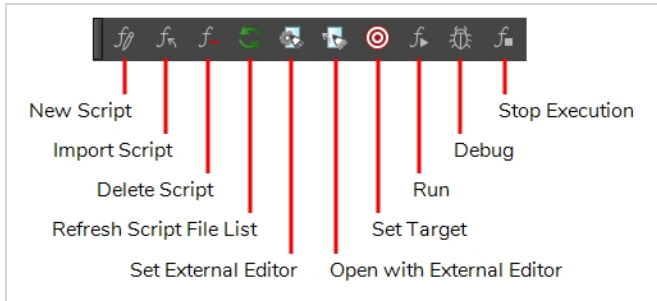 New Script
Stop Execution
Import Script
Debug
Delete Script
Run
Refresh Script File List
Set Target
Set External Editor
Open with External Editor